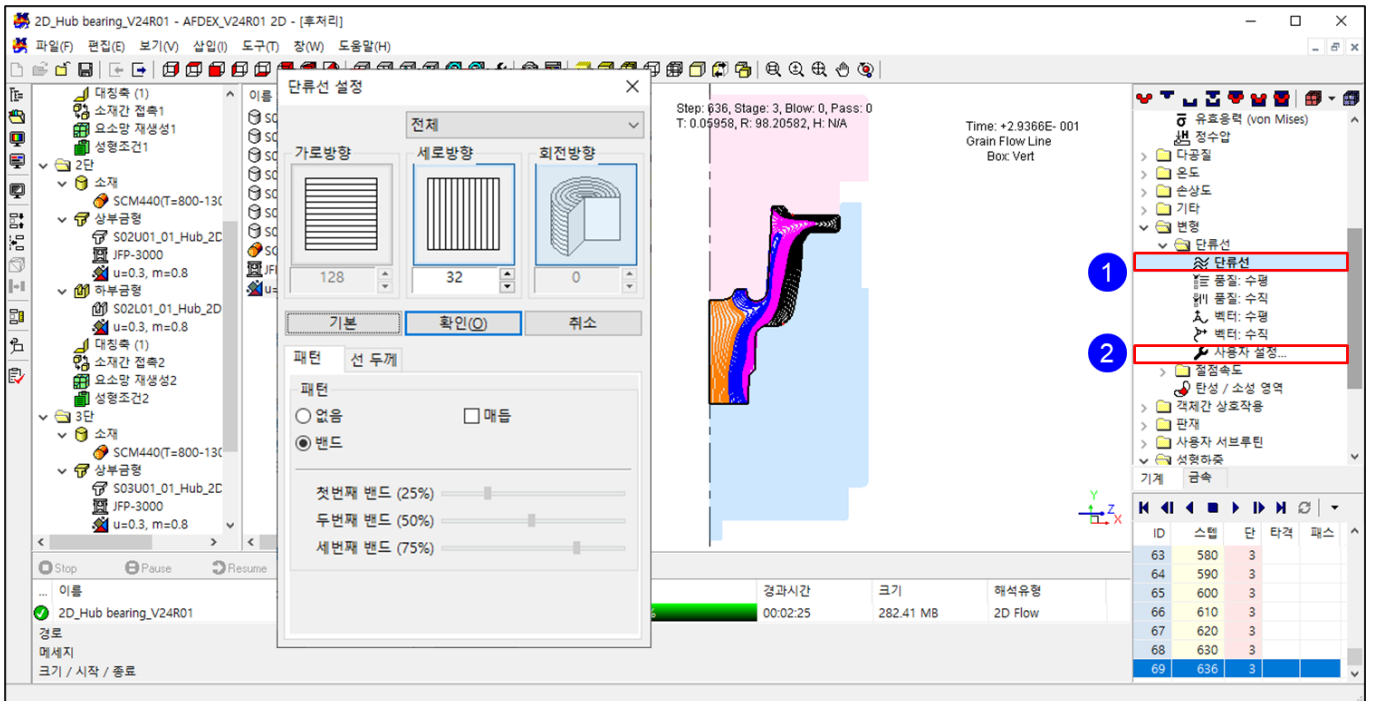 2D_Hub bearing_V24R01 - AFDEX_V24R01 2D - [후처리]
파일(F) 편집(E) 보기(V) 삽입(I) 도구(T) 창(W) 도움말(H)
대칭축 (1)
소재간 접촉1
요소망 재생성1
성형조건1
2단
소재
SCM440(T=800-130
상부금형
S02U01_01_Hub_2D
JFP-3000
u=0.3, m=0.8
하부금형
S02L01_01_Hub_2D
u=0.3, m=0.8
대칭축 (1)
소재간 접촉2
요소망 재생성2
성형조건2
3단
소재
SCM440(T=800-130
상부금형
S03U01_01_Hub_2D
JFP-3000
u=0.3, m=0.8
이름
단류선 설정
전체
가로방향 세로방향 회전방향
128 32 0
기본 확인(O) 취소
패턴 선 두께
패턴
없음 매듭
밴드
첫번째 밴드 (25%)
두번째 밴드 (50%)
세번째 밴드 (75%)
Step: 636, Stage: 3, Blow: 0, Pass: 0
T: 0.05958, R: 98.20582, H: N/A
Time: +2.9366E- 001
Grain Flow Line
Box: Vert
Y
Z
X
유효응력 (von Mises)
정수압
다공질
온도
손상도
기타
변형
단류선
1
단류선
품질: 수평
품질: 수직
벡터: 수평
벡터: 수직
2
사용자 설정...
절점속도
탄성 / 소성 영역
객체간 상호작용
판재
사용자 서브루틴
성형하중
기계 금속
ID 스텝 단 타격 패스
63 580 3
64 590 3
65 600 3
66 610 3
67 620 3
68 630 3
69 636 3
Stop Pause Resume
... 이름 경과시간 크기 해석유형
2D_Hub bearing_V24R01 00:02:25 282.41 MB 2D Flow
경로
메세지
크기 / 시작 / 종료